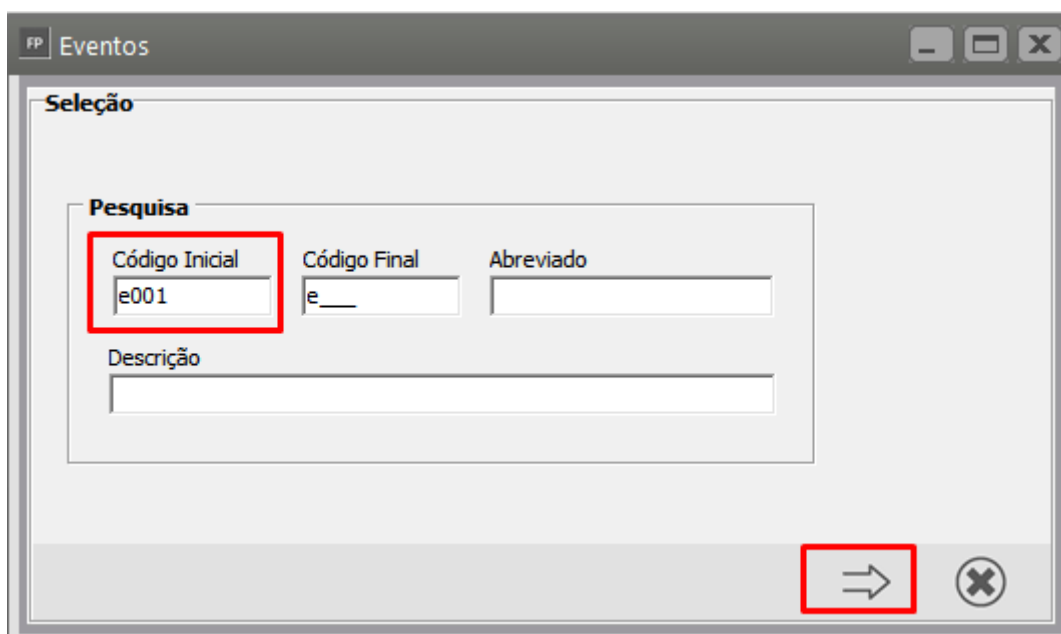 FP Eventos
Seleção
Pesquisa
Código Inicial Código Final Abreviado
e001 e___
Descrição